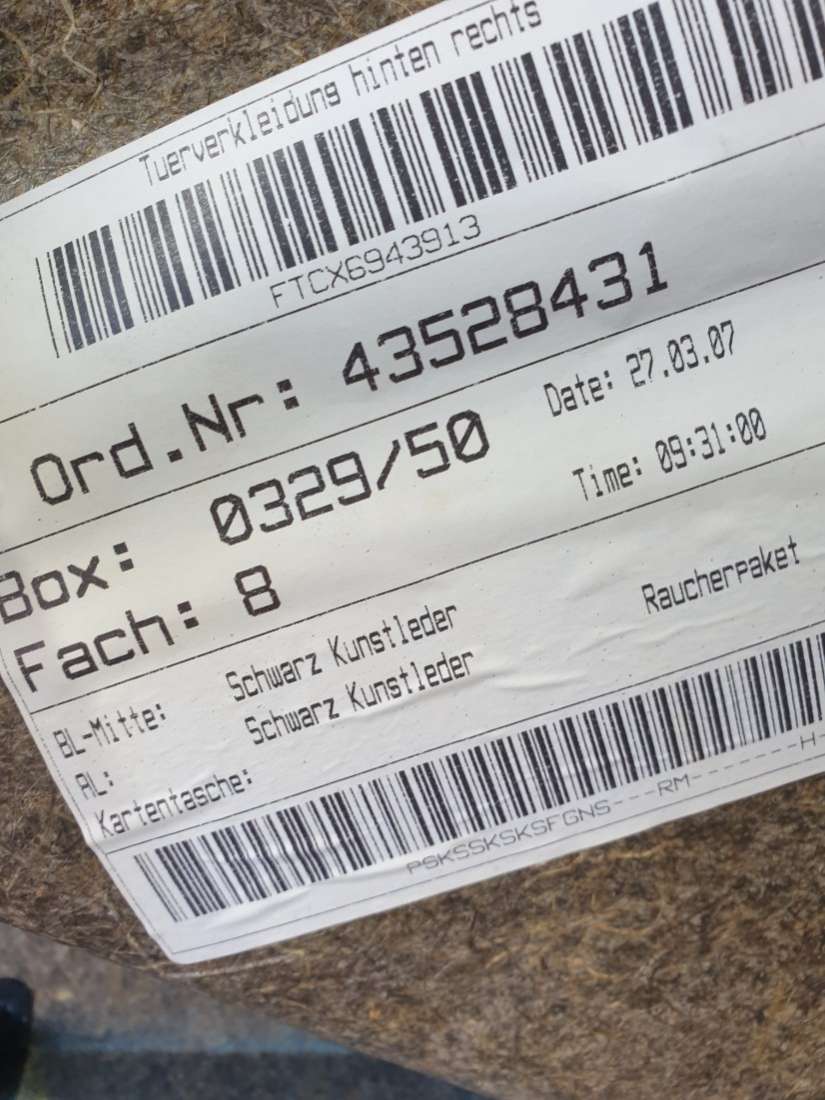 Tuerverkleidung hinten rechts
FTCX6943913
Ord.Nr: 43528431
Box: 0329/50
Date: 27.03.07
Fach: 8
Time: 09:31:00
BL-Mitte: Schwarz Kunstleder
Raucherpaket
AL: Schwarz Kunstleder
Kartentasche:
PSKSSKSKSFGNS---RM-------H-